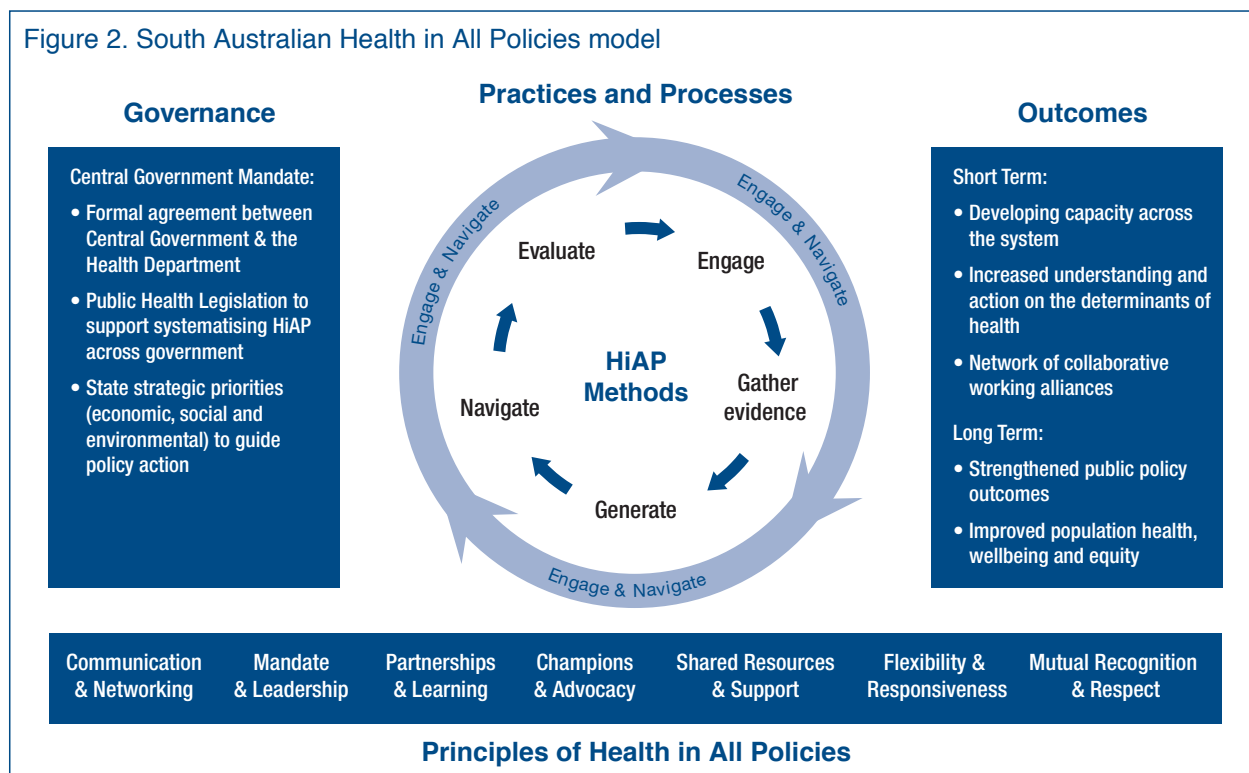 Figure 2. South Australian Health in All Policies model
Governance
Central Government Mandate:
• Formal agreement between
Central Government & the
Health Department
• Public Health Legislation to
support systematising HiAP
across government
• State strategic priorities
(economic, social and
environmental) to guide
policy action
Practices and Processes
Engage & Navigate
Engage & Navigate
Engage & Navigate
Evaluate
Engage
HiAP
Methods
Gather
evidence
Navigate
Generate
Outcomes
Short Term:
• Developing capacity across
the system
• Increased understanding and
action on the determinants of
health
• Network of collaborative
working alliances
Long Term:
• Strengthened public policy
outcomes
• Improved population health,
wellbeing and equity
Communication
& Networking
Mandate
& Leadership
Partnerships
& Learning
Champions
& Advocacy
Shared Resources
& Support
Flexibility &
Responsiveness
Mutual Recognition
& Respect
Principles of Health in All Policies